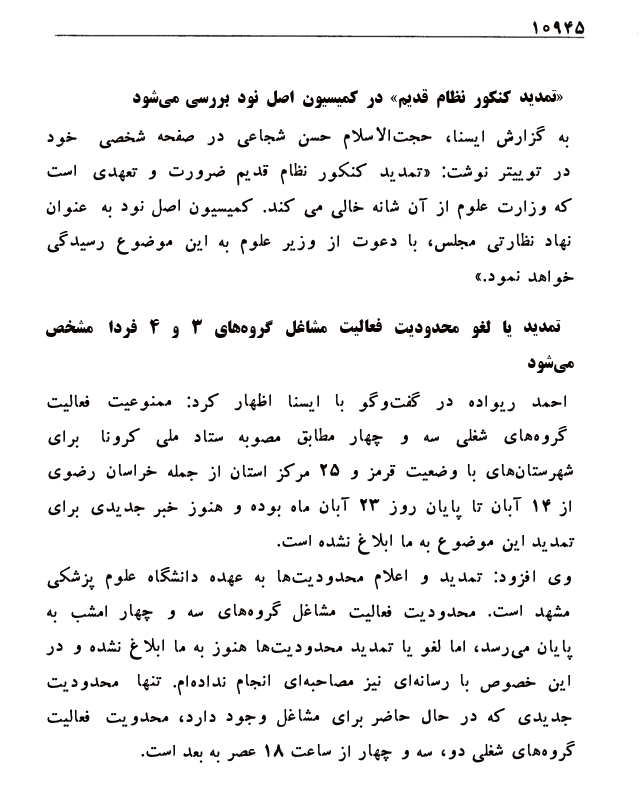 ۱۰۹۴۵
«تمدید کنکور نظام قدیم» در کمیسیون اصل نود بررسی می‌شود
به گزارش ایسنا، حجت‌الاسلام حسن شجاعی در صفحه شخصی خود
در توییتر نوشت: «تمدید کنکور نظام قدیم ضرورت و تعهدی است
که وزارت علوم از آن شانه خالی می کند. کمیسیون اصل نود به عنوان
نهاد نظارتی مجلس، با دعوت از وزیر علوم به این موضوع رسیدگی
خواهد نمود.»
تمدید یا لغو محدودیت فعالیت مشاغل گروه‌های ۳ و ۴ فردا مشخص
می‌شود
احمد ریواده در گفت‌وگو با ایسنا اظهار کرد: ممنوعیت فعالیت
گروه‌های شغلی سه و چهار مطابق مصوبه ستاد ملی کرونا برای
شهرستان‌های با وضعیت قرمز و ۲۵ مرکز استان از جمله خراسان رضوی
از ۱۴ آبان تا پایان روز ۲۳ آبان ماه بوده و هنوز خبر جدیدی برای
تمدید این موضوع به ما ابلاغ نشده است.
وی افزود: تمدید و اعلام محدودیت‌ها به عهده دانشگاه علوم پزشکی
مشهد است. محدودیت فعالیت مشاغل گروه‌های سه و چهار امشب به
پایان می‌رسد، اما لغو یا تمدید محدودیت‌ها هنوز به ما ابلاغ نشده و در
این خصوص با رسانه‌ای نیز مصاحبه‌ای انجام نداده‌ام. تنها محدودیت
جدیدی که در حال حاضر برای مشاغل وجود دارد، محدویت فعالیت
گروه‌های شغلی دو، سه و چهار از ساعت ۱۸ عصر به بعد است.